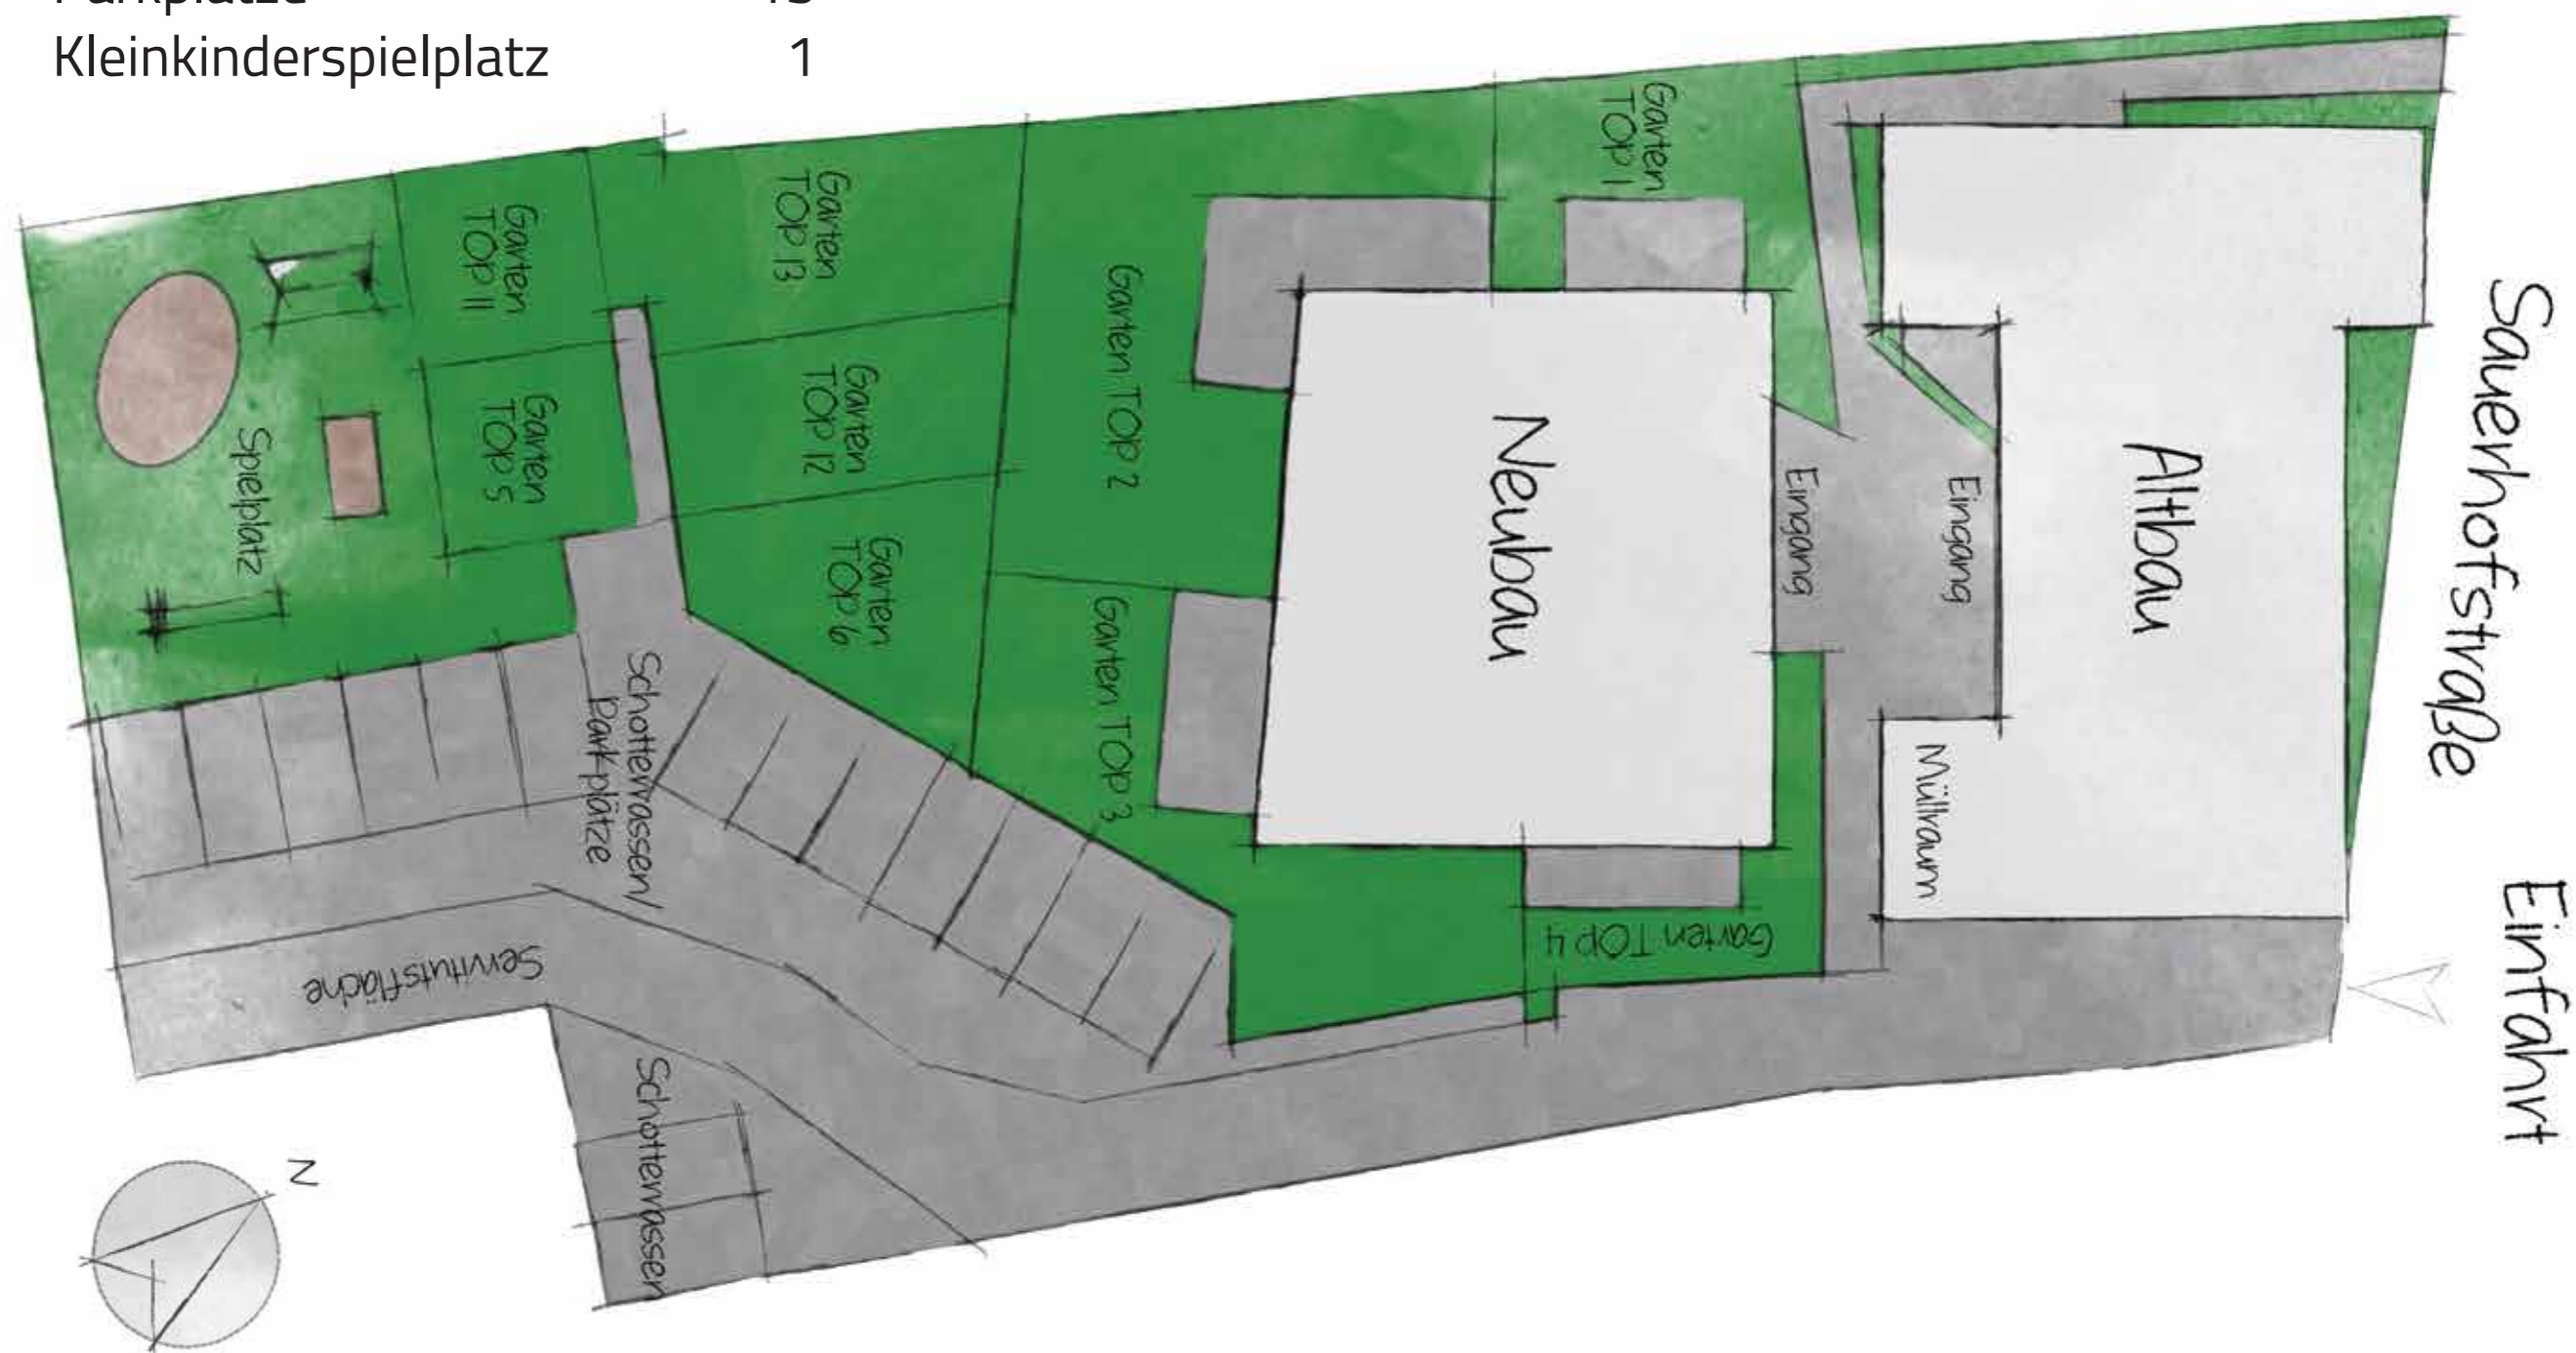 Kleinkinderspielplatz 1
Garten
TOP 1
Garten
TOP 13
Garten
TOP 11
Garten TOP 2
Garten
TOP 12
Garten
TOP 5
Spielplatz
Garten
TOP 6
Garten TOP 3
Neubau
Eingang
Eingang
Altbau
Sauerhofstraße
Müllraum
Schotterrassen/
Parkplätze
Garten TOP 4
Einfahrt
Servitutsfläche
Schotterrassen
N